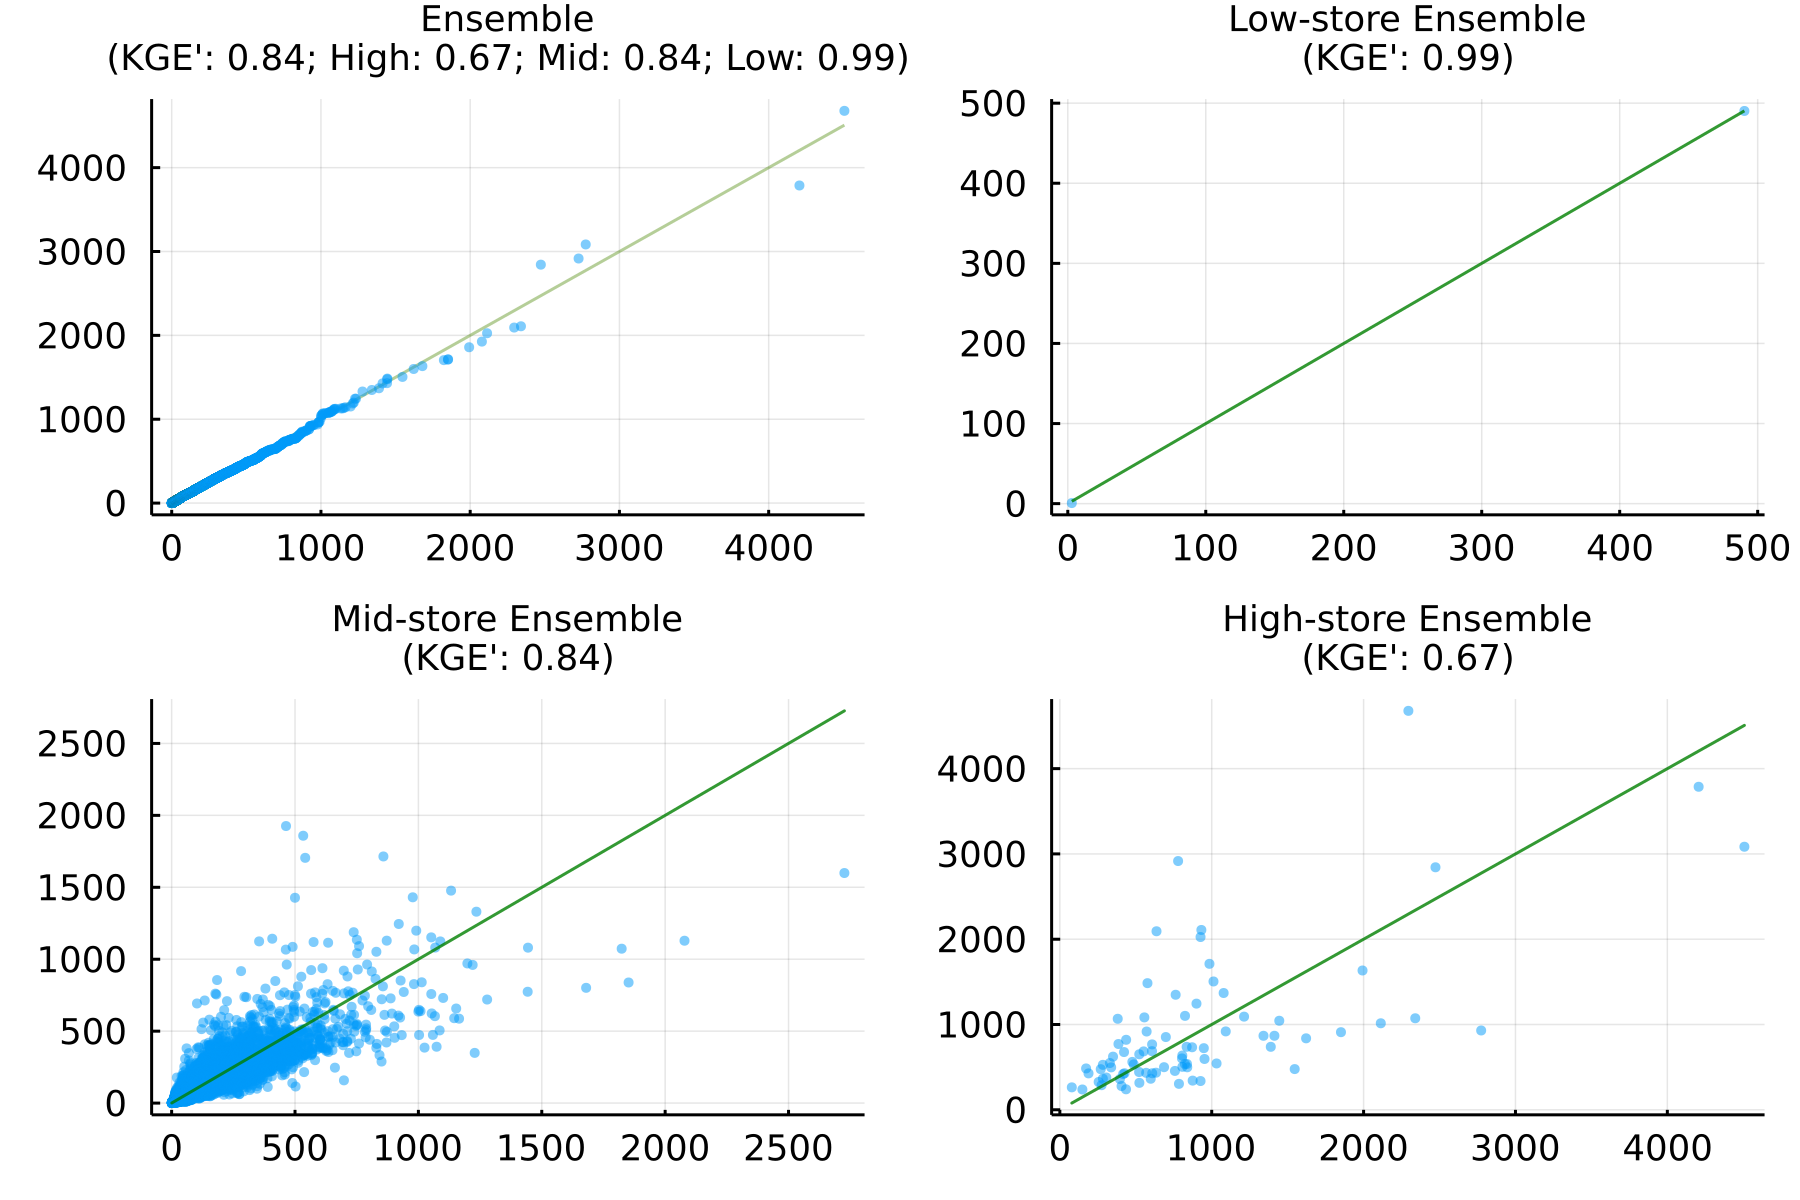 Ensemble
(KGE': 0.84; High: 0.67; Mid: 0.84; Low: 0.99)
4000
3000
2000
1000
0
0 1000 2000 3000 4000
Low-store Ensemble
(KGE': 0.99)
500
400
300
200
100
0
0 100 200 300 400 500
Mid-store Ensemble
(KGE': 0.84)
2500
2000
1500
1000
500
0
0 500 1000 1500 2000 2500
High-store Ensemble
(KGE': 0.67)
4000
3000
2000
1000
0
0 1000 2000 3000 4000